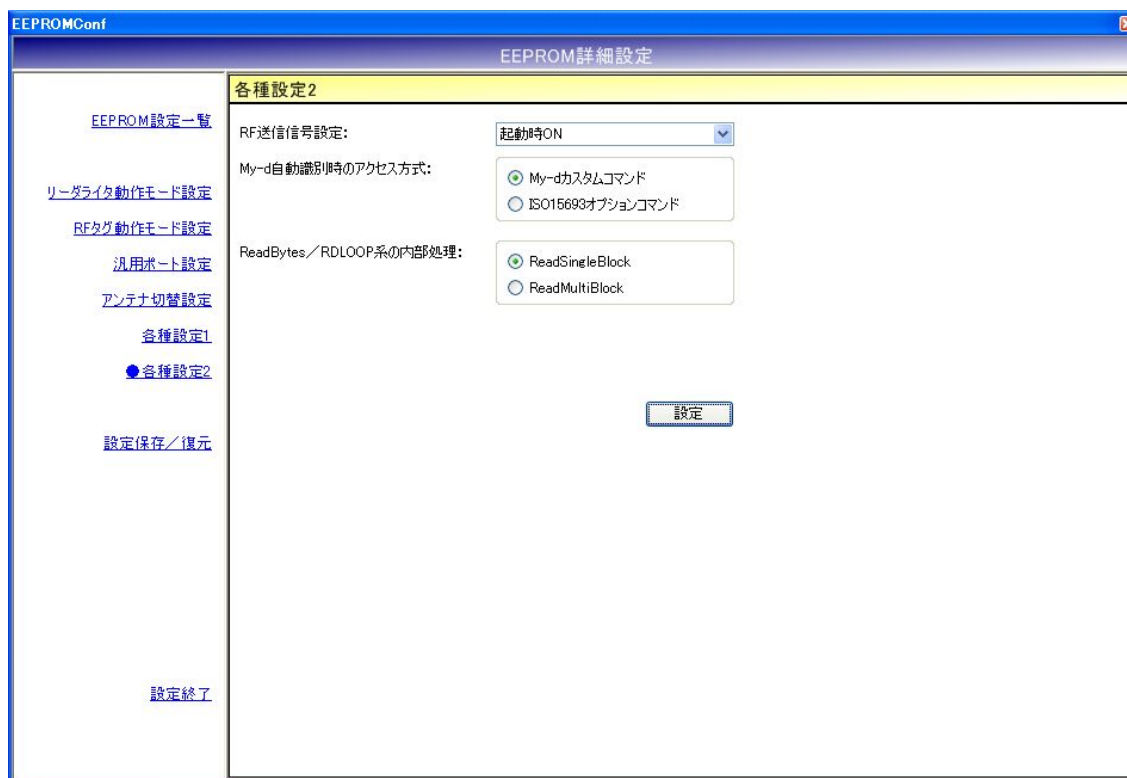 EEPROMConf
EEPROM詳細設定
EEPROM設定一覧
リーダライタ動作モード設定
RFタグ動作モード設定
汎用ポート設定
アンテナ切替設定
各種設定1
●各種設定2
設定保存／復元
設定終了
各種設定2
RF送信信号設定:
起動時ON
My-d自動識別時のアクセス方式:
My-dカスタムコマンド
ISO15693オプションコマンド
ReadBytes／RDLOOP系の内部処理:
ReadSingleBlock
ReadMultiBlock
設定